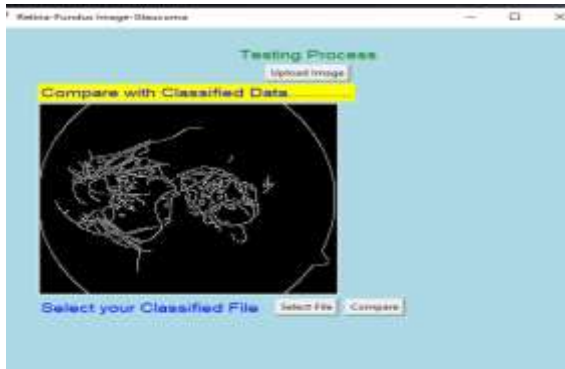 Retina-Fundus Image-Glaucoma
Testing Process
Upload Image
Compare with Classified Data............
Select your Classified File
Select File
Compare